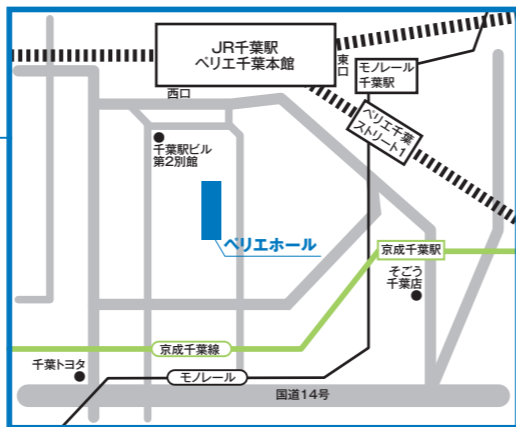 JR千葉駅
ペリエ千葉本館
東口
モノレール
千葉駅
西口
ペリエ千葉
ストリート1
千葉駅ビル
第2別館
ペリエホール
京成千葉駅
そごう
千葉店
京成千葉線
千葉トヨタ
モノレール
国道14号